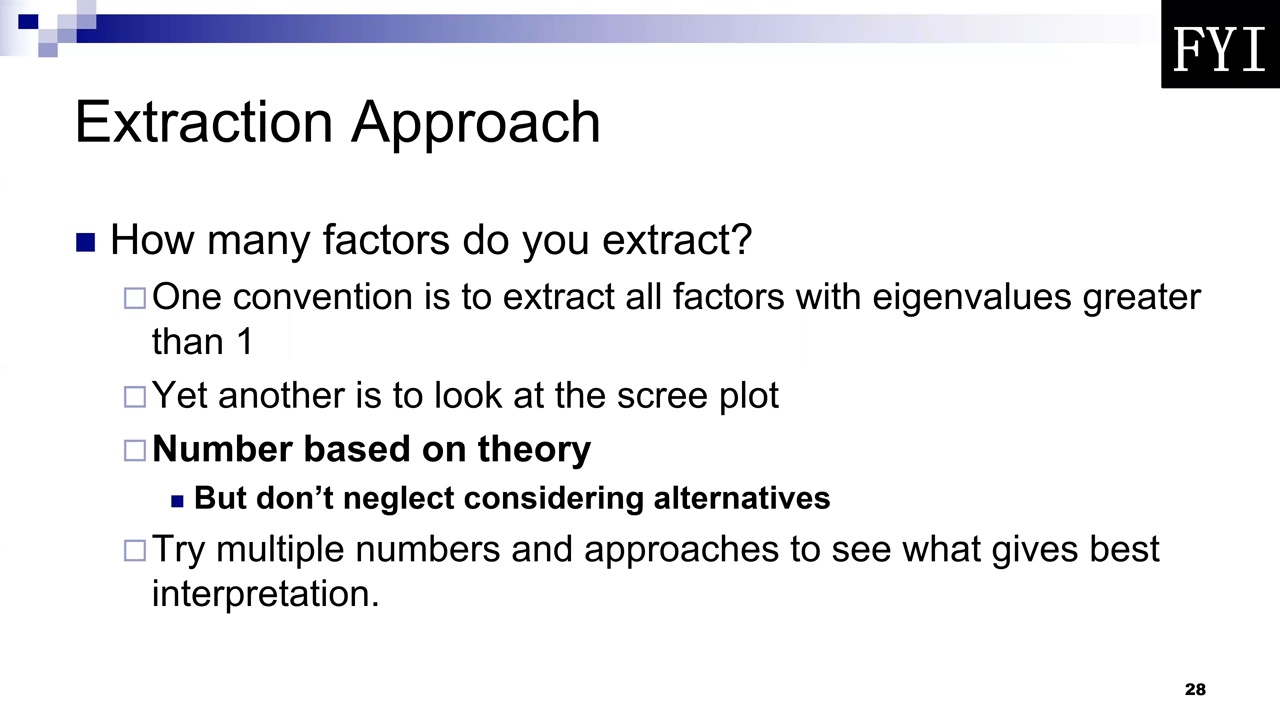 FYI
Extraction Approach
How many factors do you extract?
One convention is to extract all factors with eigenvalues greater
than 1
Yet another is to look at the scree plot
Number based on theory
But don’t neglect considering alternatives
Try multiple numbers and approaches to see what gives best
interpretation.
28